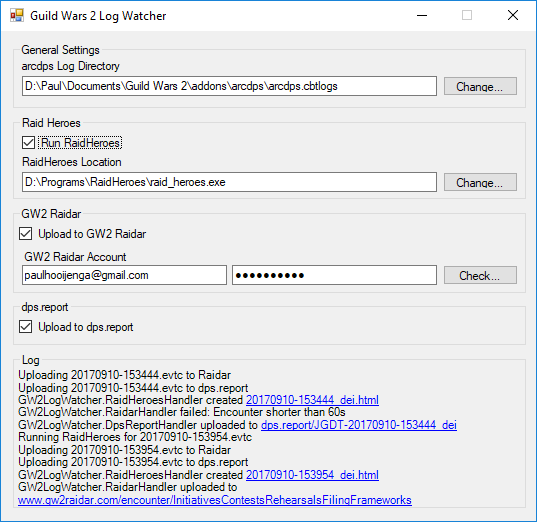 Guild Wars 2 Log Watcher
General Settings
arcdps Log Directory
D:\Paul\Documents\Guild Wars 2\addons\arcdps\arcdps.cbtlogs
Change...
Raid Heroes
Run RaidHeroes
RaidHeroes Location
D:\Programs\RaidHeroes\raid_heroes.exe
Change...
GW2 Raidar
Upload to GW2 Raidar
GW2 Raidar Account
paulhooijenga@gmail.com
●●●●●●●●●●
Check...
dps.report
Upload to dps.report
Log
Uploading 20170910-153444.evtc to Raidar
Uploading 20170910-153444.evtc to dps.report
GW2LogWatcher.RaidHeroesHandler created 20170910-153444_dei.html
GW2LogWatcher.RaidarHandler failed: Encounter shorter than 60s
GW2LogWatcher.DpsReportHandler uploaded to dps.report/JGDT-20170910-153444_dei
Running RaidHeroes for 20170910-153954.evtc
Uploading 20170910-153954.evtc to Raidar
Uploading 20170910-153954.evtc to dps.report
GW2LogWatcher.RaidHeroesHandler created 20170910-153954_dei.html
GW2LogWatcher.RaidarHandler uploaded to
www.gw2raidar.com/encounter/InitiativesContestsRehearsalsFilingFrameworks